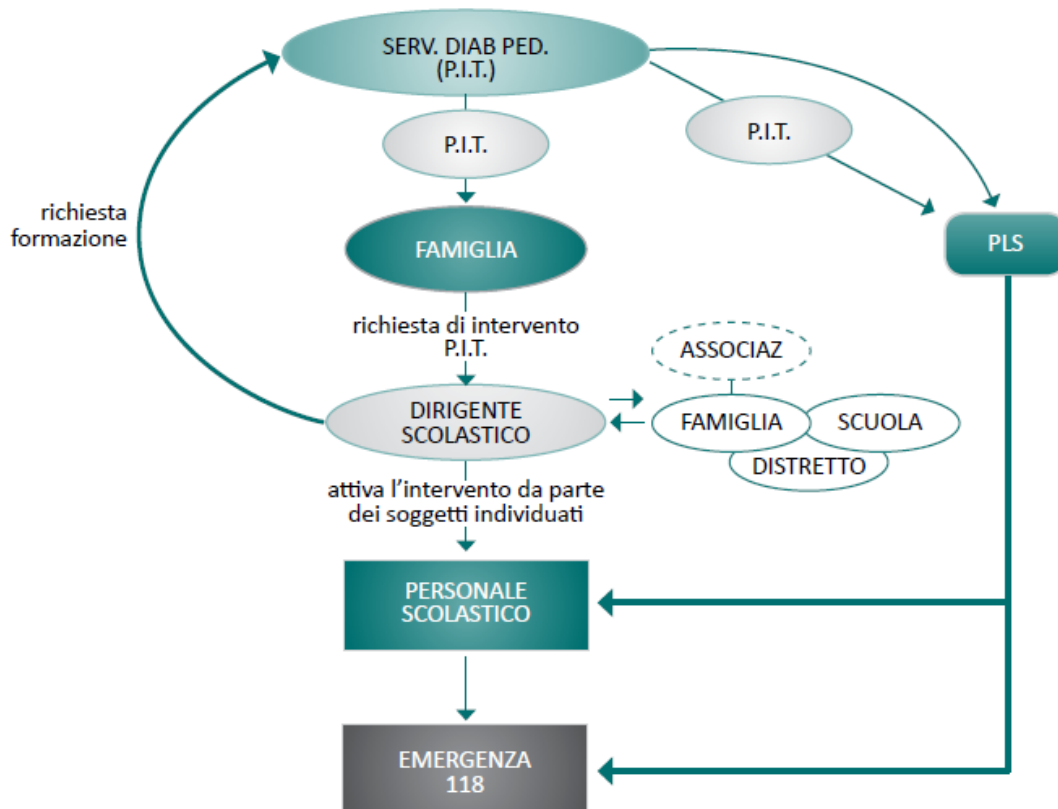 SERV. DIAB PED.
(P.I.T.)
P.I.T.
P.I.T.
richiesta
formazione
FAMIGLIA
PLS
richiesta di intervento
P.I.T.
ASSOCIAZ
DIRIGENTE
SCOLASTICO
FAMIGLIA
SCUOLA
DISTRETTO
attiva l’intervento da parte
dei soggetti individuati
PERSONALE
SCOLASTICO
EMERGENZA
118